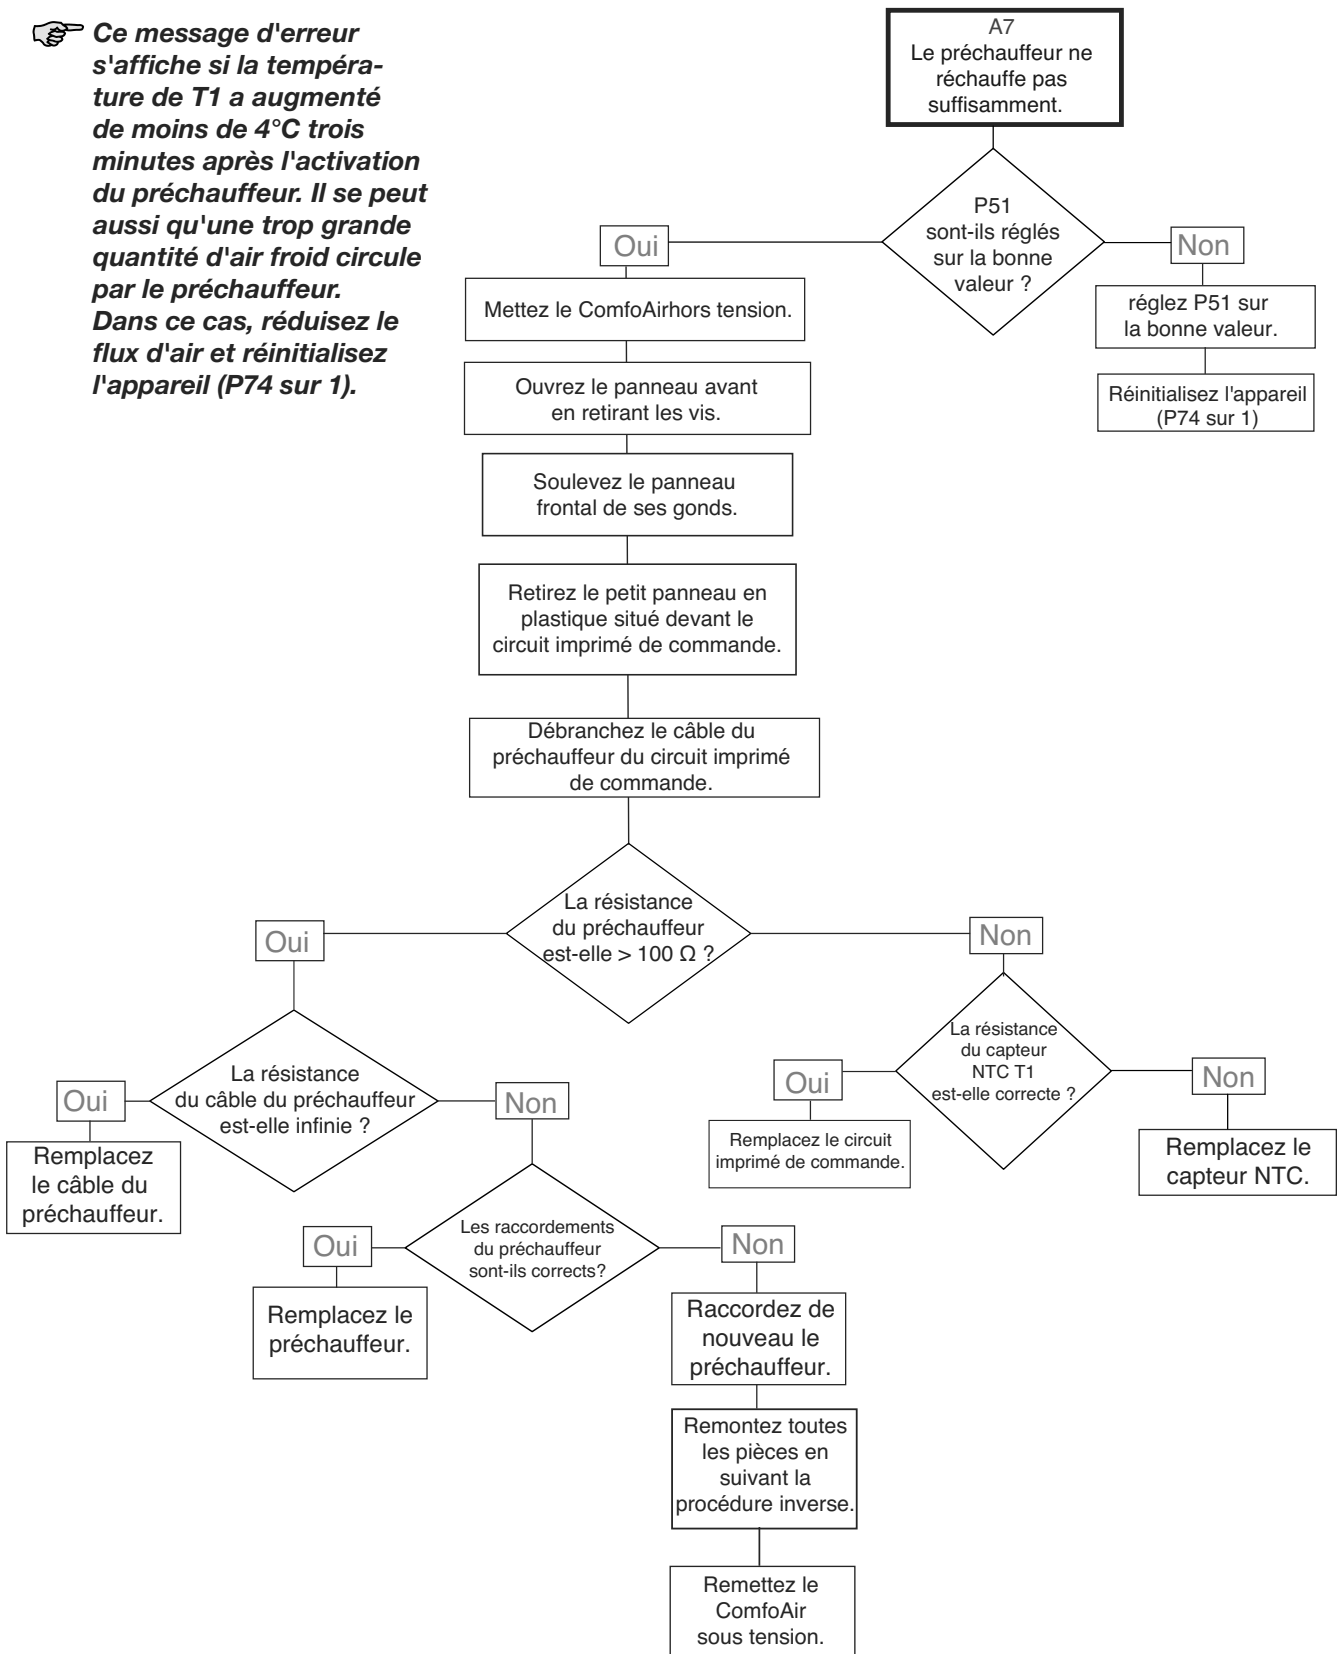 Ce message d'erreur
s'affiche si la tempéra-
ture de T1 a augmenté
de moins de 4°C trois
minutes après l'activation
du préchauffeur. Il se peut
aussi qu'une trop grande
quantité d'air froid circule
par le préchauffeur.
Dans ce cas, réduisez le
flux d'air et réinitialisez
l'appareil (P74 sur 1).
A7
Le préchauffeur ne
réchauffe pas
suffisamment.
P51
sont-ils réglés
sur la bonne
valeur ?
Oui
Non
Mettez le ComfoAirhors tension.
réglez P51 sur
la bonne valeur.
Ouvrez le panneau avant
en retirant les vis.
Réinitialisez l'appareil
(P74 sur 1)
Soulevez le panneau
frontal de ses gonds.
Retirez le petit panneau en
plastique situé devant le
circuit imprimé de commande.
Débranchez le câble du
préchauffeur du circuit imprimé
de commande.
La résistance
du préchauffeur
est-elle > 100 Ω ?
Oui
Non
La résistance
du câble du préchauffeur
est-elle infinie ?
La résistance
du capteur
NTC T1
est-elle correcte ?
Oui
Non
Oui
Non
Remplacez
le câble du
préchauffeur.
Remplacez le circuit
imprimé de commande.
Remplacez le
capteur NTC.
Les raccordements
du préchauffeur
sont-ils corrects?
Oui
Non
Remplacez le
préchauffeur.
Raccordez de
nouveau le
préchauffeur.
Remontez toutes
les pièces en
suivant la
procédure inverse.
Remettez le
ComfoAir
sous tension.